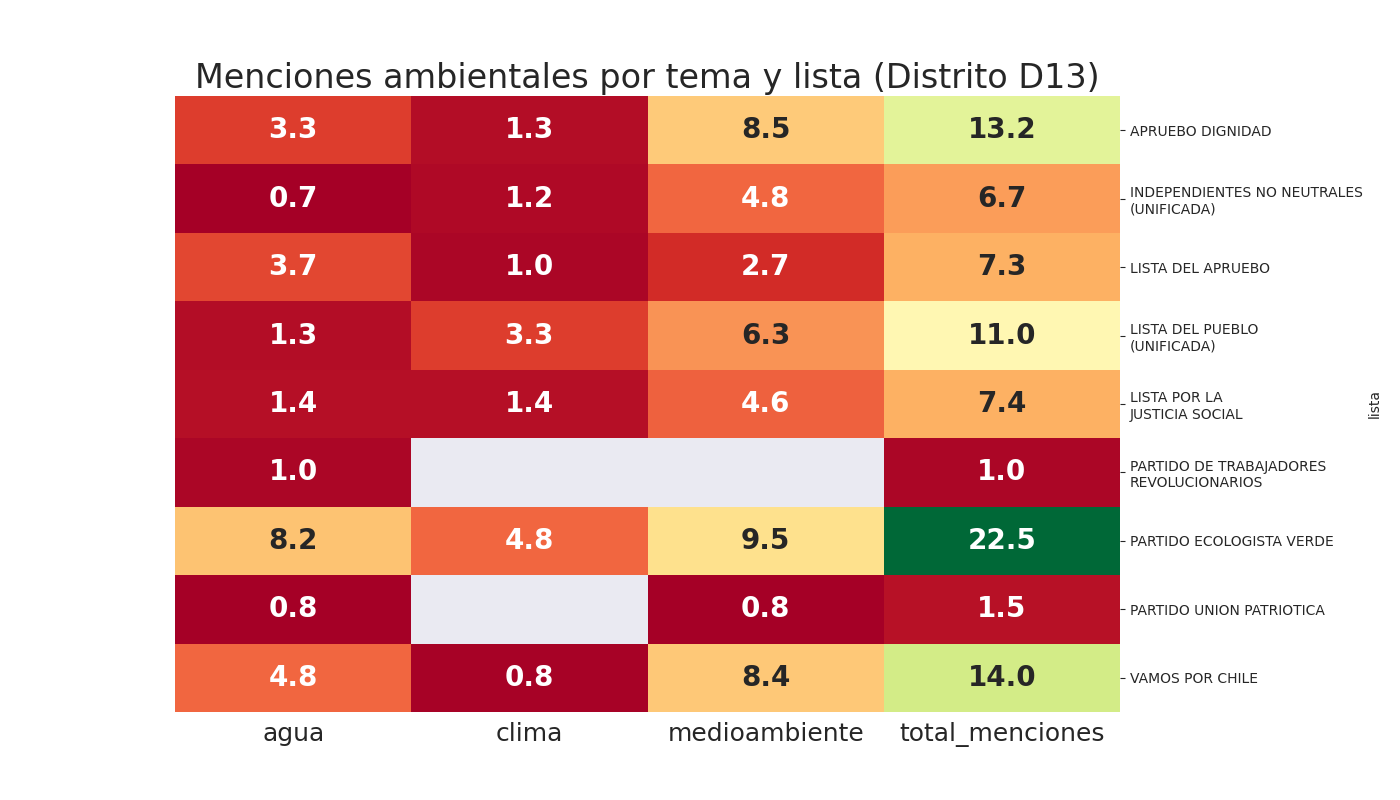 Menciones ambientales por tema y lista (Distrito D13)
3.3 1.3 8.5 13.2 APRUEBO DIGNIDAD
0.7 1.2 4.8 6.7 INDEPENDIENTES NO NEUTRALES
(UNIFICADA)
3.7 1.0 2.7 7.3 LISTA DEL APRUEBO
1.3 3.3 6.3 11.0 LISTA DEL PUEBLO
(UNIFICADA)
1.4 1.4 4.6 7.4 LISTA POR LA
JUSTICIA SOCIAL
lista
1.0 1.0 PARTIDO DE TRABAJADORES
REVOLUCIONARIOS
8.2 4.8 9.5 22.5 PARTIDO ECOLOGISTA VERDE
0.8 0.8 1.5 PARTIDO UNION PATRIOTICA
4.8 0.8 8.4 14.0 VAMOS POR CHILE
agua clima medioambiente total_menciones